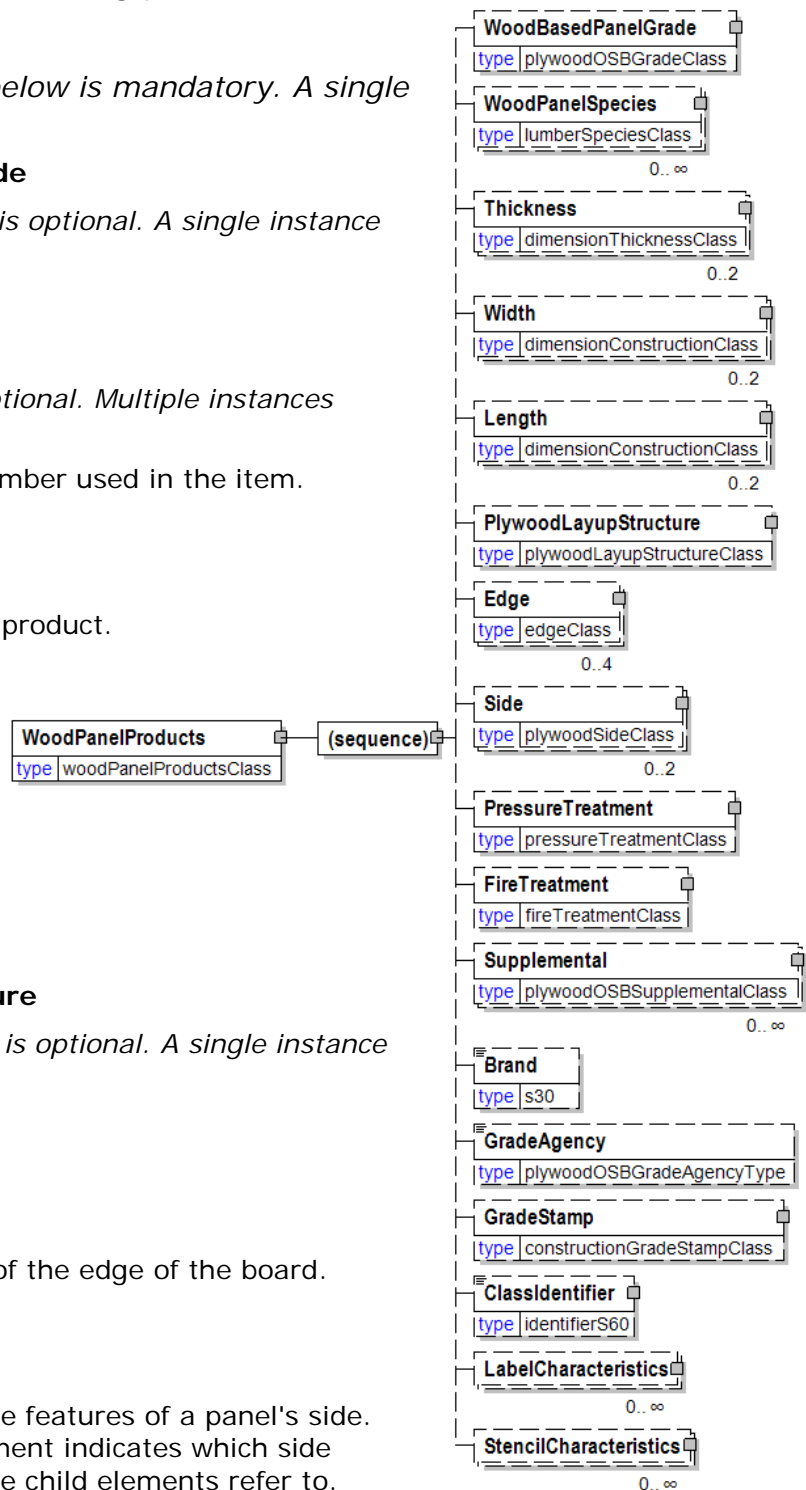 below is mandatory. A single
de
is optional. A single instance
optional. Multiple instances
mber used in the item.
product.
ure
is optional. A single instance
of the edge of the board.
e features of a panel's side.
ment indicates which side
e child elements refer to.
WoodPanelProducts
type woodPanelProductsClass
(sequence)
WoodBasedPanelGrade
type plywoodOSBGradeClass
WoodPanelSpecies
type lumberSpeciesClass
0.. ∞
Thickness
type dimensionThicknessClass
0..2
Width
type dimensionConstructionClass
0..2
Length
type dimensionConstructionClass
0..2
PlywoodLayupStructure
type plywoodLayupStructureClass
Edge
type edgeClass
0..4
Side
type plywoodSideClass
0..2
PressureTreatment
type pressureTreatmentClass
FireTreatment
type fireTreatmentClass
Supplemental
type plywoodOSBSupplementalClass
0.. ∞
Brand
type s30
GradeAgency
type plywoodOSBGradeAgencyType
GradeStamp
type constructionGradeStampClass
ClassIdentifier
type identifierS60
LabelCharacteristics
0.. ∞
StencilCharacteristics
0.. ∞